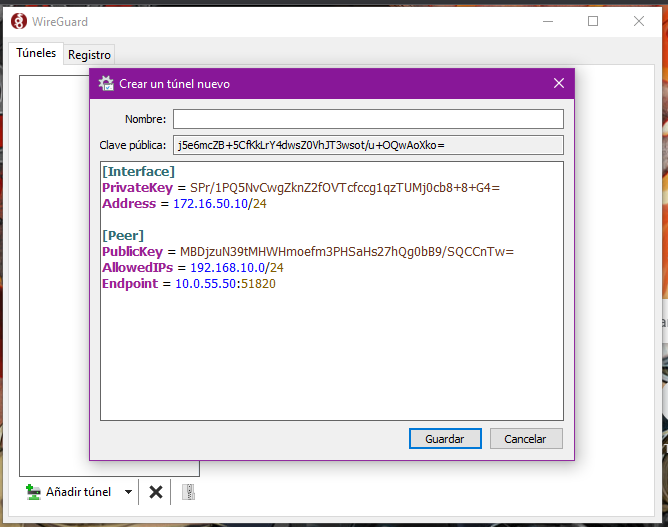 WireGuard
Túneles
Registro
Crear un túnel nuevo
Nombre:
Clave pública: j5e6mcZB+5CfKkLrY4dwsZ0VhJT3wsot/u+OQwAoXko=
[Interface]
PrivateKey = SPr/1PQ5NvCwgZknZ2fOVTcfccg1qzTUMj0cb8+8+G4=
Address = 172.16.50.10/24
[Peer]
PublicKey = MBDjzuN39tMHWHmoefm3PHSaHs27hQg0bB9/SQCCnTw=
AllowedIPs = 192.168.10.0/24
Endpoint = 10.0.55.50:51820
Guardar
Cancelar
Añadir túnel